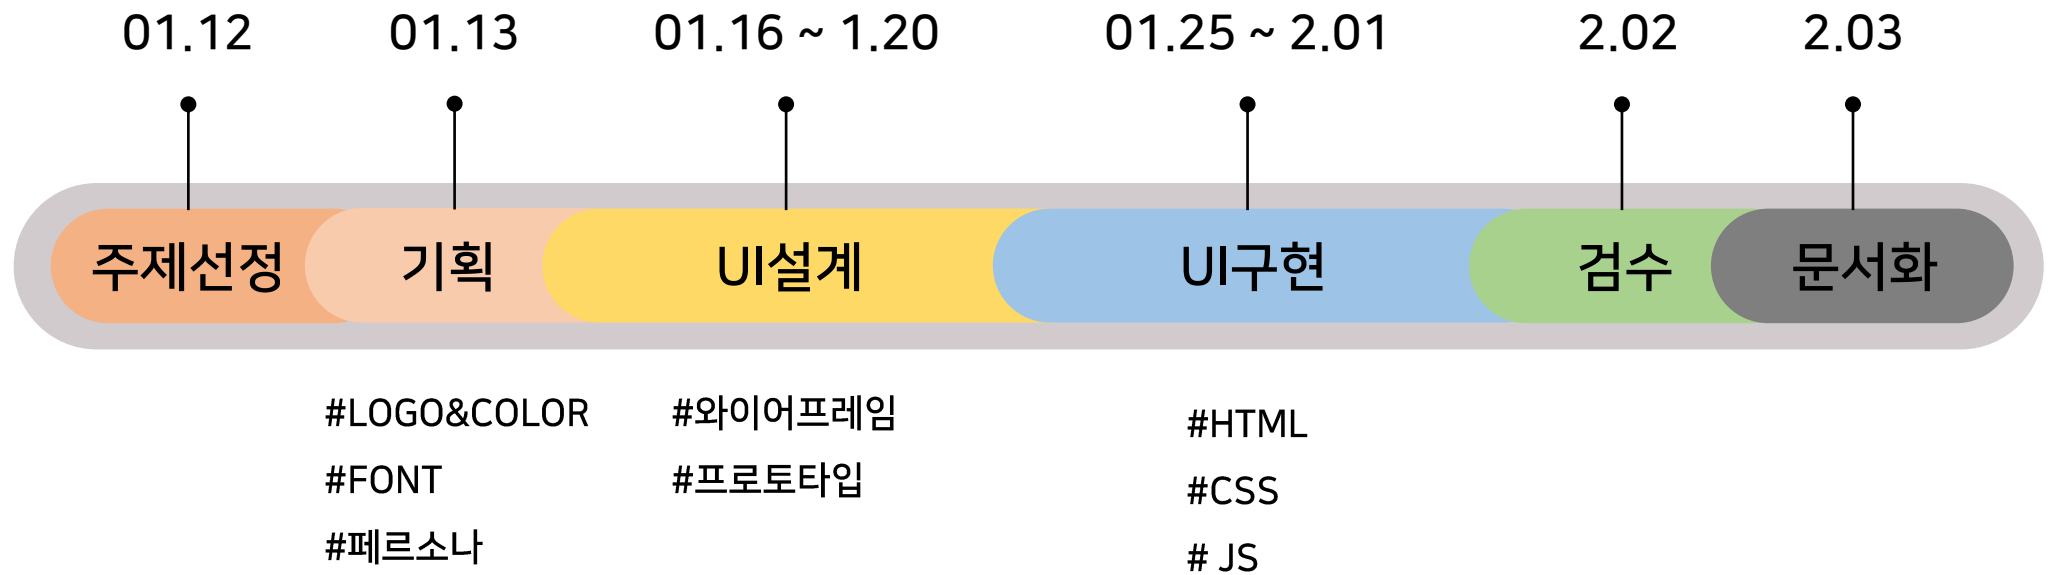 01.12 01.13 01.16 ~ 1.20 01.25 ~ 2.01 2.02 2.03
주제선정 기획 UI설계 UI구현 검수 문서화
#LOGO&COLOR
#FONT
#페르소나
#와이어프레임
#프로토타입
#HTML
#CSS
# JS